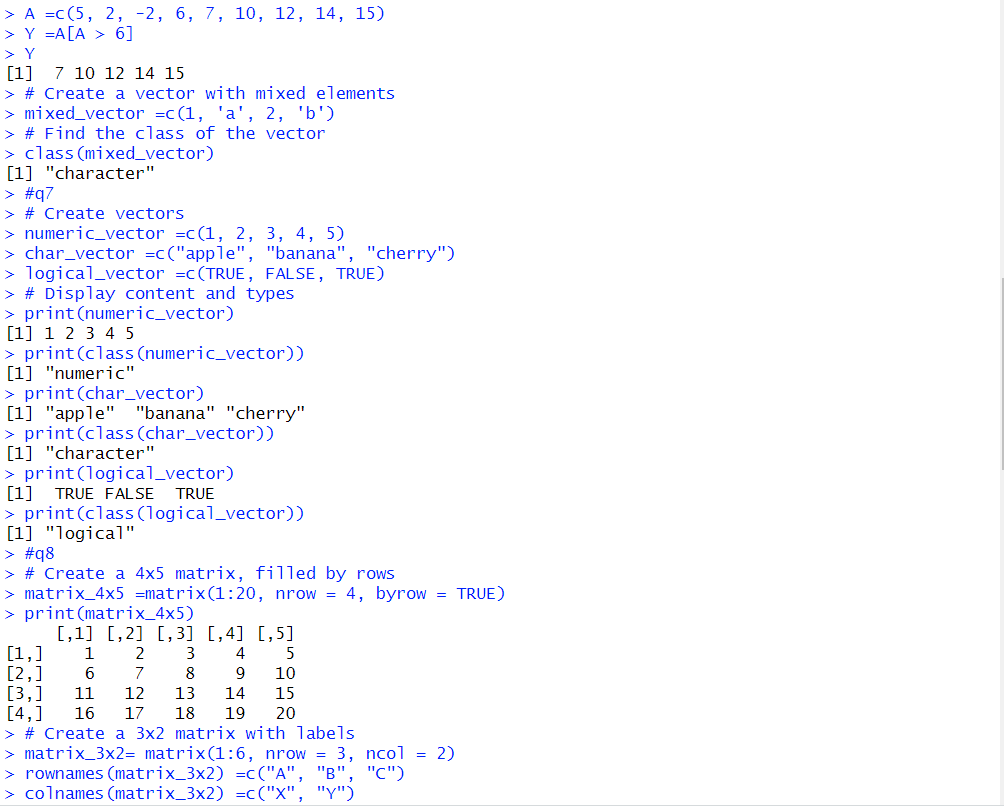 > A =c(5, 2, -2, 6, 7, 10, 12, 14, 15)
> Y =A[A > 6]
> Y
[1]  7 10 12 14 15
> # Create a vector with mixed elements
> mixed_vector =c(1, 'a', 2, 'b')
> # Find the class of the vector
> class(mixed_vector)
[1] "character"
> #q7
> # Create vectors
> numeric_vector =c(1, 2, 3, 4, 5)
> char_vector =c("apple", "banana", "cherry")
> logical_vector =c(TRUE, FALSE, TRUE)
> # Display content and types
> print(numeric_vector)
[1] 1 2 3 4 5
> print(class(numeric_vector))
[1] "numeric"
> print(char_vector)
[1] "apple"  "banana" "cherry"
> print(class(char_vector))
[1] "character"
> print(logical_vector)
[1]  TRUE FALSE  TRUE
> print(class(logical_vector))
[1] "logical"
> #q8
> # Create a 4x5 matrix, filled by rows
> matrix_4x5 =matrix(1:20, nrow = 4, byrow = TRUE)
> print(matrix_4x5)
     [,1] [,2] [,3] [,4] [,5]
[1,]    1    2    3    4    5
[2,]    6    7    8    9   10
[3,]   11   12   13   14   15
[4,]   16   17   18   19   20
> # Create a 3x2 matrix with labels
> matrix_3x2= matrix(1:6, nrow = 3, ncol = 2)
> rownames(matrix_3x2) =c("A", "B", "C")
> colnames(matrix_3x2) =c("X", "Y")